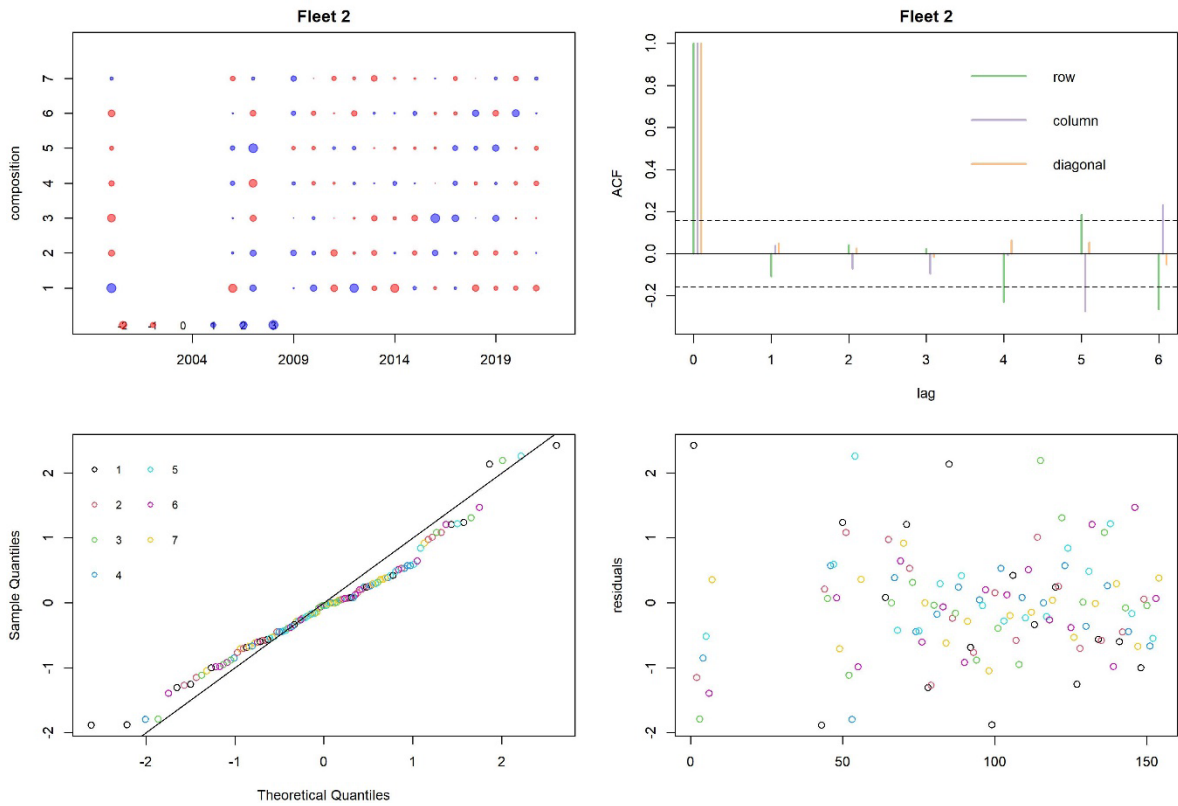 Fleet 2
composition
7
6
5
4
3
2
1
-2 -1 0 1 2 3
2004 2009 2014 2019
Fleet 2
ACF
1.0
0.8
0.6
0.4
0.2
0.0
-0.2
row
column
diagonal
0 1 2 3 4 5 6
lag
Sample Quantiles
2
1
0
-1
-2
1 5
2 6
3 7
4
-2 -1 0 1 2
Theoretical Quantiles
residuals
2
1
0
-1
-2
0 50 100 150